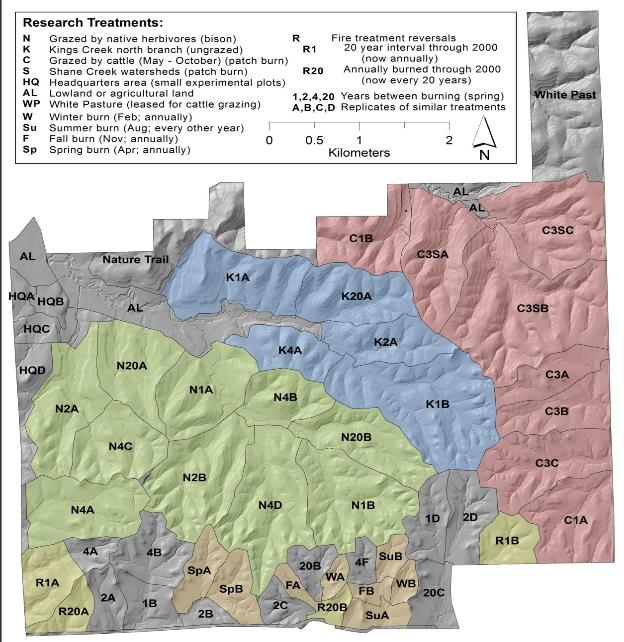 Research Treatments:
N Grazed by native herbivores (bison)
K Kings Creek north branch (ungrazed)
C Grazed by cattle (May - October) (patch burn)
S Shane Creek watersheds (patch burn)
HQ Headquarters area (small experimental plots)
AL Lowland or agricultural land
WP White Pasture (leased for cattle grazing)
W Winter burn (Feb; annually)
Su Summer burn (Aug; every other year)
F Fall burn (Nov; annually)
Sp Spring burn (Apr; annually)
R Fire treatment reversals
R1 20 year interval through 2000
(now annually)
R20 Annually burned through 2000
(now every 20 years)
1,2,4,20 Years between burning (spring)
A,B,C,D Replicates of similar treatments
0 0.5 1 2
Kilometers
N
White Past
AL
AL
C1B
C3SA
C3SC
AL
Nature Trail
K1A
K20A
HQA
HQB
AL
C3SB
HQC
K4A
K2A
HQD
N20A
C3A
N1A
N4B
K1B
N2A
C3B
N20B
N4C
C3C
N2B
N4A
N4D
N1B
1D
2D
C1A
R1B
4A
4B
R1A
SpA
SpB
20B
4F
SuB
FA
WA
WB
FB
R20A
2A
1B
2B
2C
R20B
SuA
20C